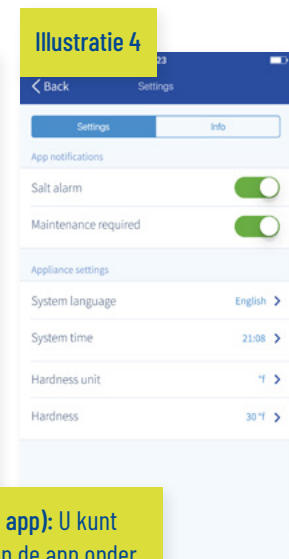 Illustratie 4
23
Back Settings
Settings Info
App notifications
Salt alarm
Maintenance required
Appliance settings
System language English
System time 21:08
Hardness unit °f
Hardness 30 °f
app): U kunt
de app onder